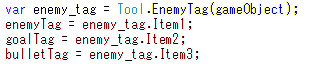 var enemy_tag = Tool.EnemyTag(gameObject);
enemyTag = enemy_tag.Item1;
goalTag = enemy_tag.Item2;
bulletTag = enemy_tag.Item3;